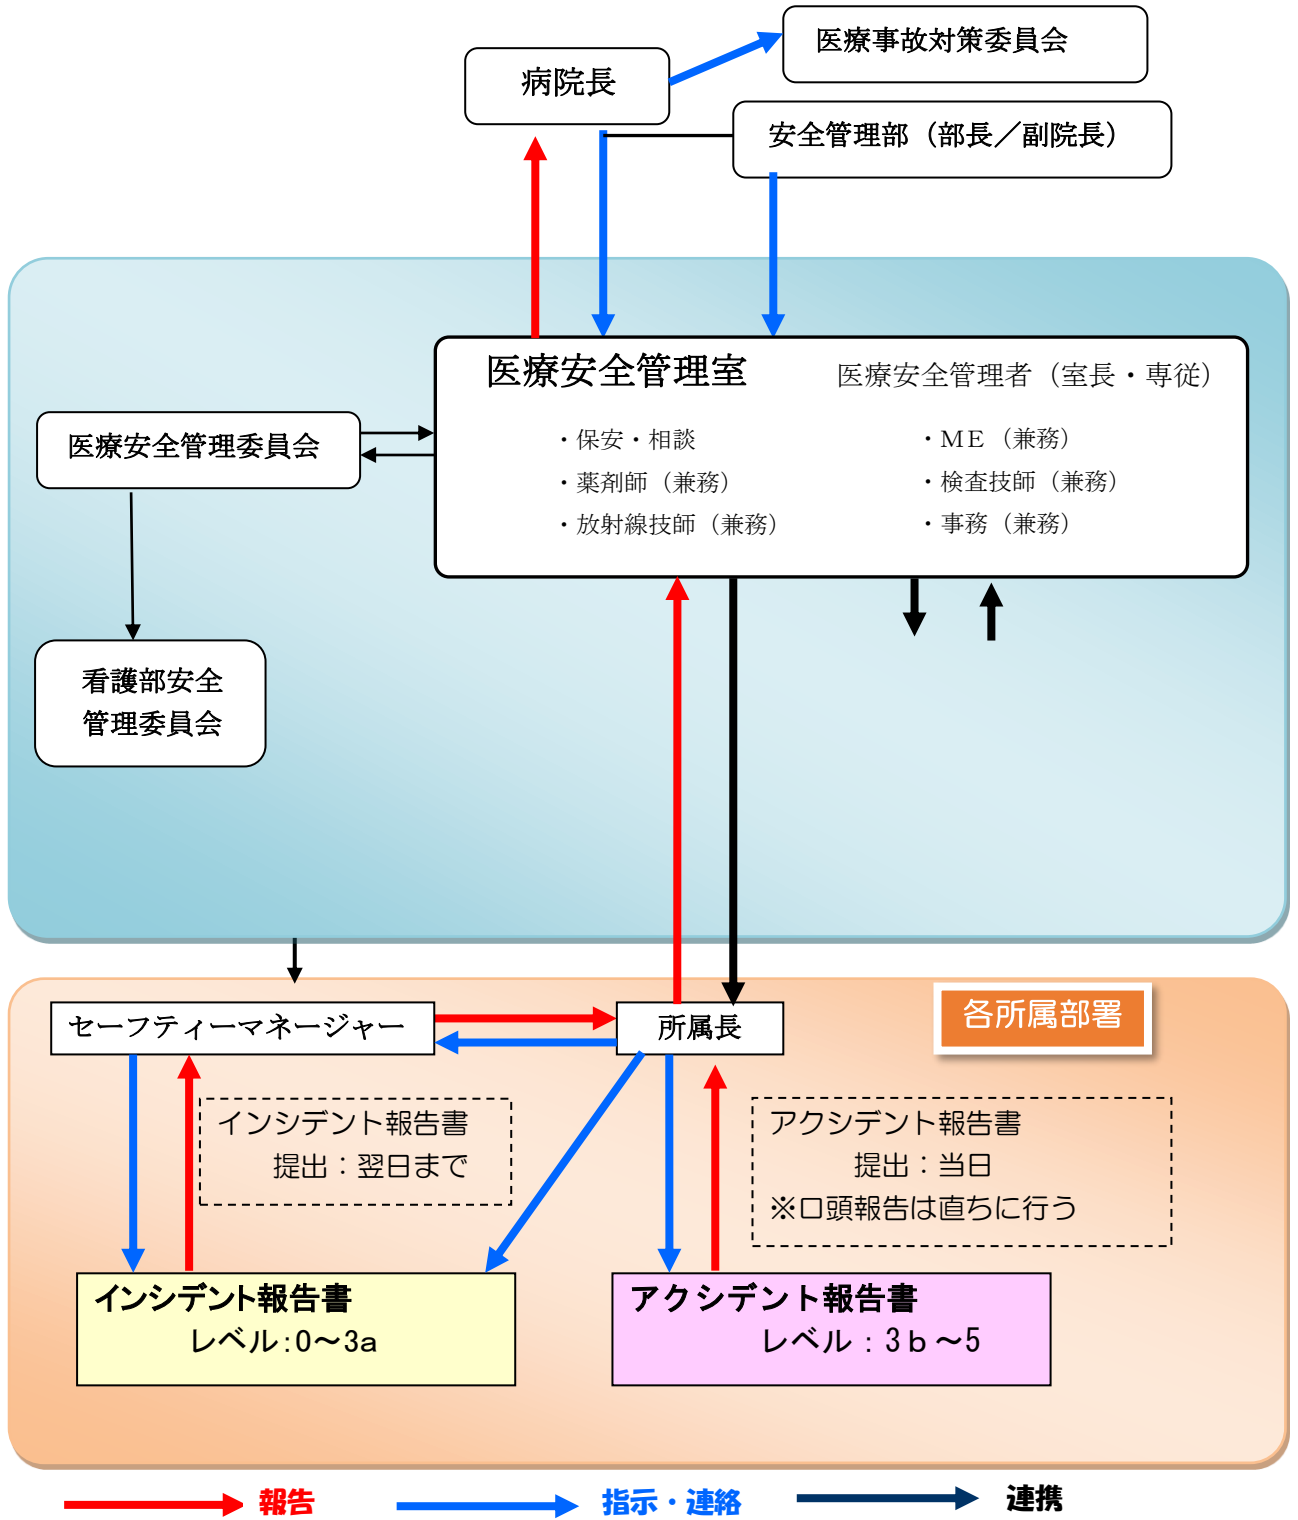 医療事故対策委員会
病院長
安全管理部（部長／副院長）
医療安全管理室
医療安全管理者（室長・専従）
・保安・相談
・ＭＥ（兼務）
・薬剤師（兼務）
・検査技師（兼務）
・放射線技師（兼務）
・事務（兼務）
医療安全管理委員会
看護部安全
管理委員会
各所属部署
セーフティーマネージャー
所属長
インシデント報告書
提出：翌日まで
アクシデント報告書
提出：当日
※口頭報告は直ちに行う
インシデント報告書
レベル:0～3a
アクシデント報告書
レベル：3ｂ～5
報告
指示・連絡
連携